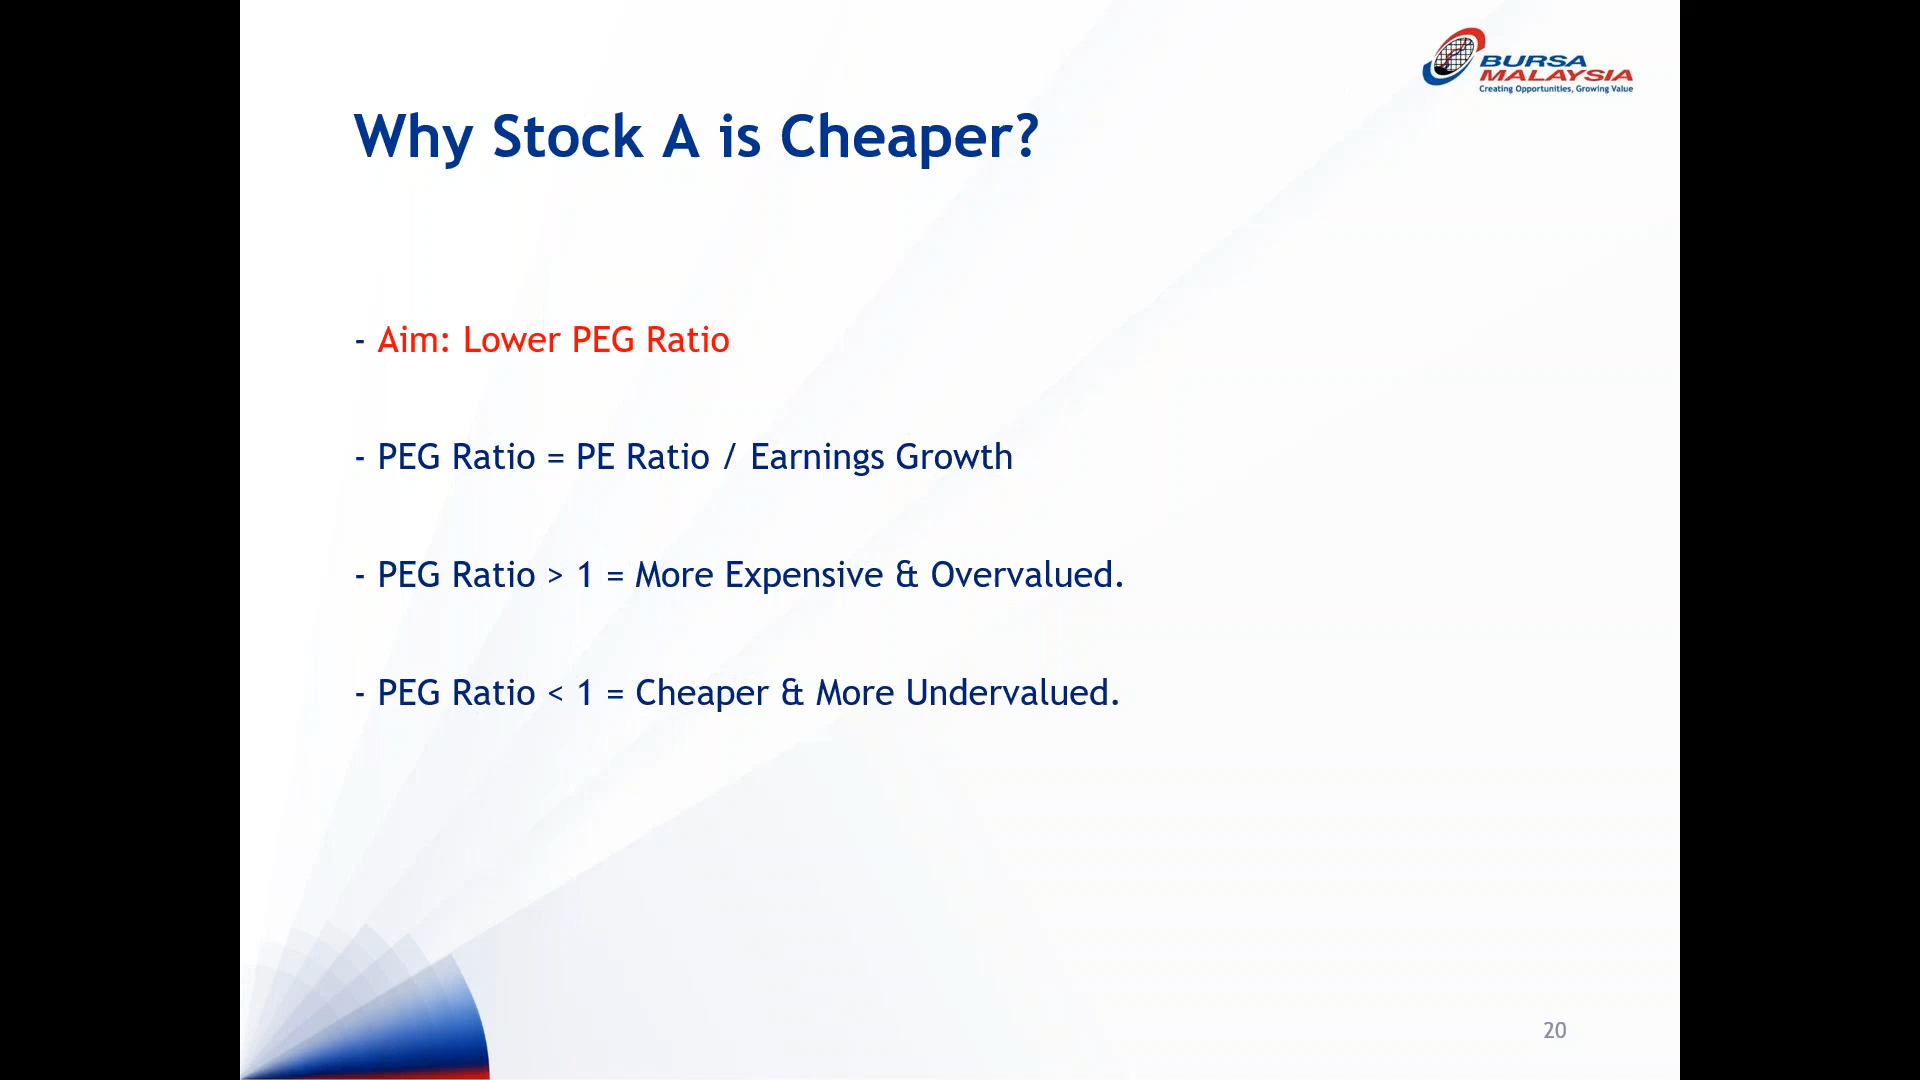 BURSA
MALAYSIA
Creating Opportunities, Growing Value
Why Stock A is Cheaper?
- Aim: Lower PEG Ratio
- PEG Ratio = PE Ratio / Earnings Growth
- PEG Ratio > 1 = More Expensive & Overvalued.
- PEG Ratio < 1 = Cheaper & More Undervalued.
20